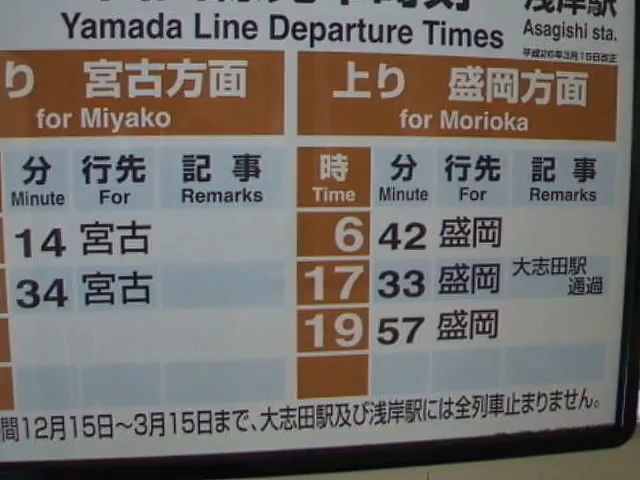 浅岸駅
Yamada Line Departure Times
Asagishi sta.
平成26年3月15日改正
り 宮古方面
for Miyako
上り 盛岡方面
for Morioka
分 行先 記事
Minute For Remarks
時 分 行先 記事
Time Minute For Remarks
14 宮古
34 宮古
6 42 盛岡
17 33 盛岡 大志田駅
通過
19 57 盛岡
間12月15日〜3月15日まで、大志田駅及び浅岸駅には全列車止まりません。